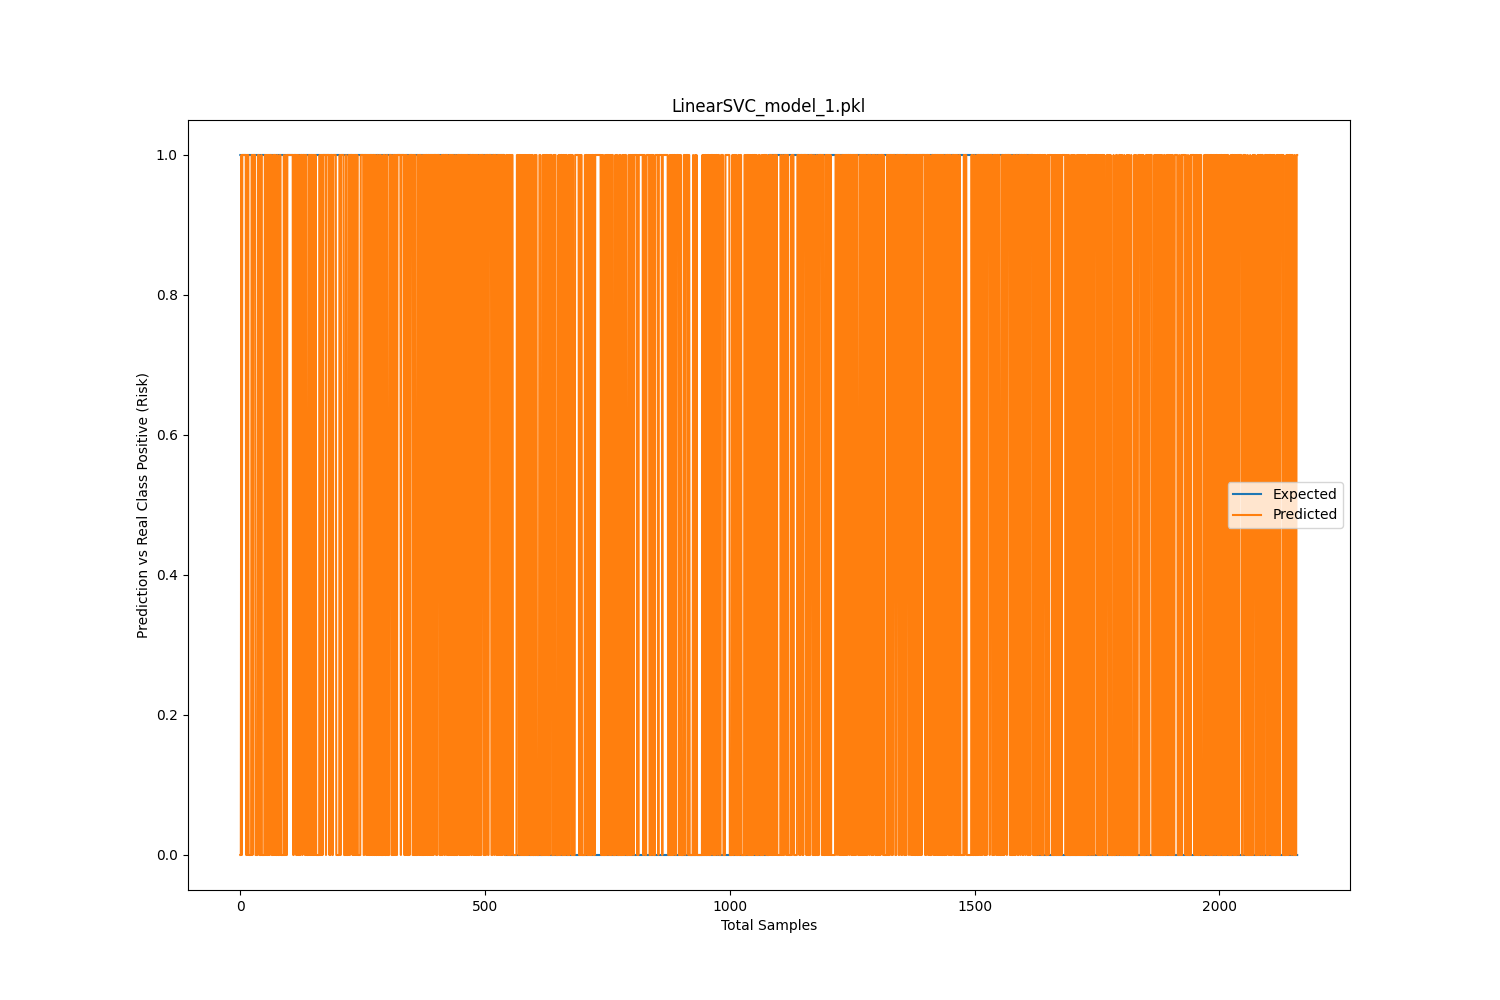 LinearSVC_model_1.pkl
1.0
0.8
0.6
0.4
0.2
0.0
Prediction vs Real Class Positive (Risk)
Expected
Predicted
0 500 1000 1500 2000
Total Samples